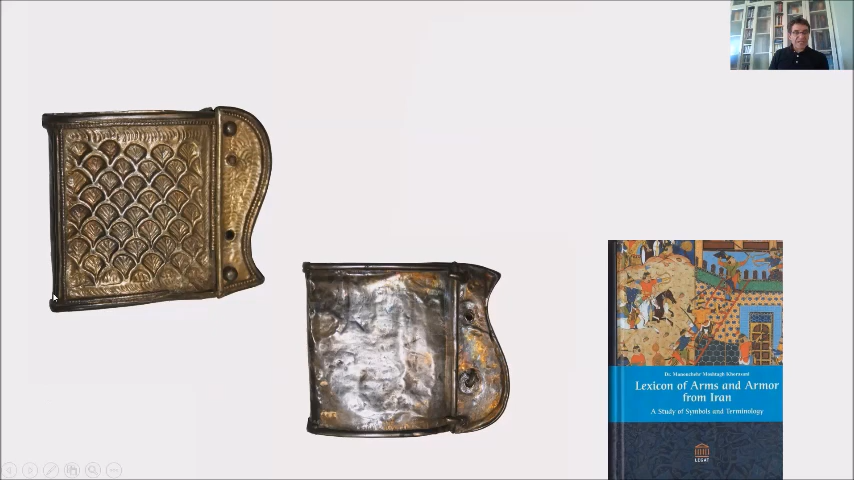 Dr. Manouchehr Moshtagh Khorasani
Lexicon of Arms and Armor
from Iran
A Study of Symbols and Terminology
LEGAT